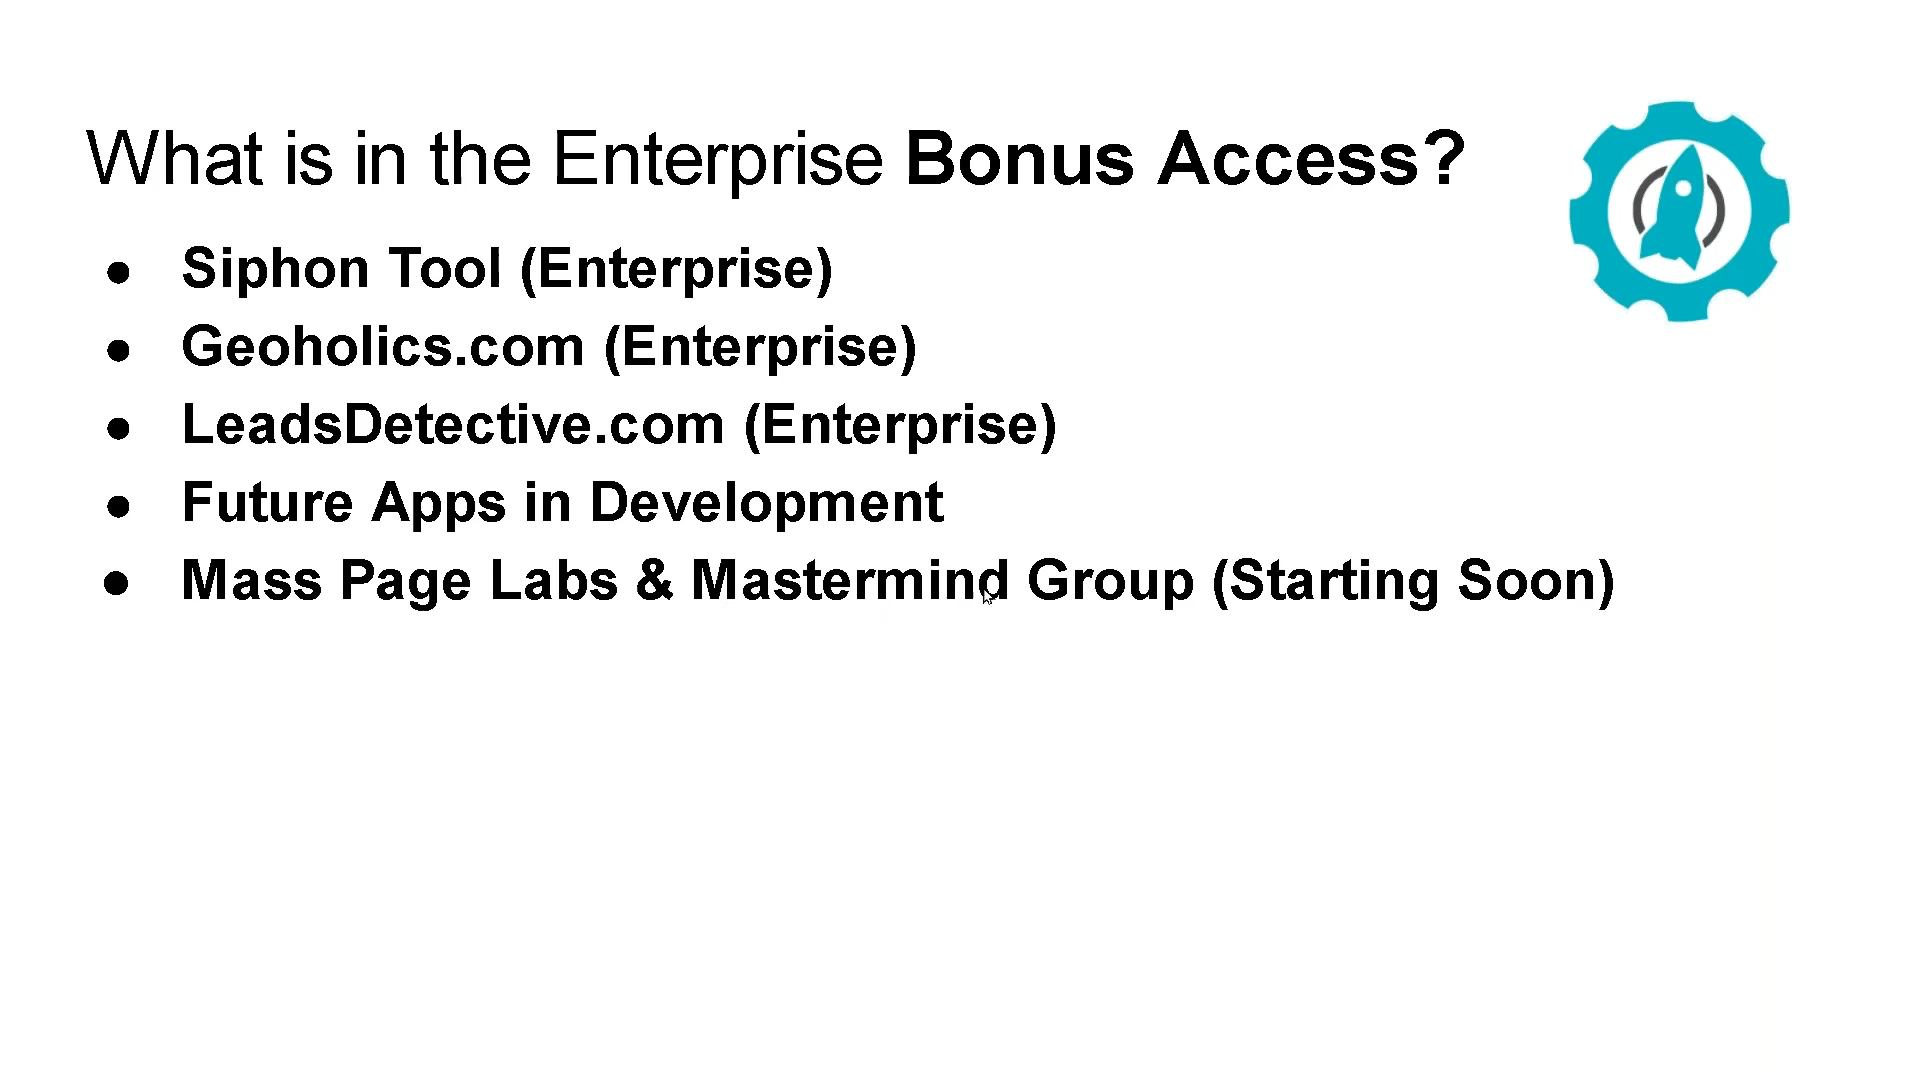 What is in the Enterprise Bonus Access?
● Siphon Tool (Enterprise)
● Geoholics.com (Enterprise)
● LeadsDetective.com (Enterprise)
● Future Apps in Development
● Mass Page Labs & Mastermind Group (Starting Soon)